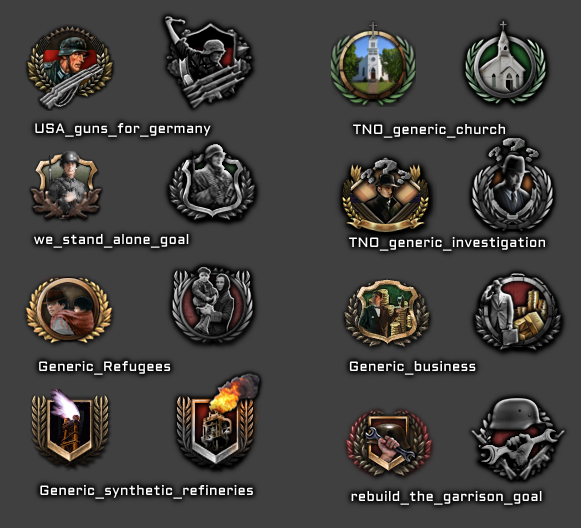 USA_guns_for_germany
TNO_generic_church
we_stand_alone_goal
TNO_generic_investigation
Generic_Refugees
Generic_business
Generic_synthetic_refineries
rebuild_the_garrison_goal